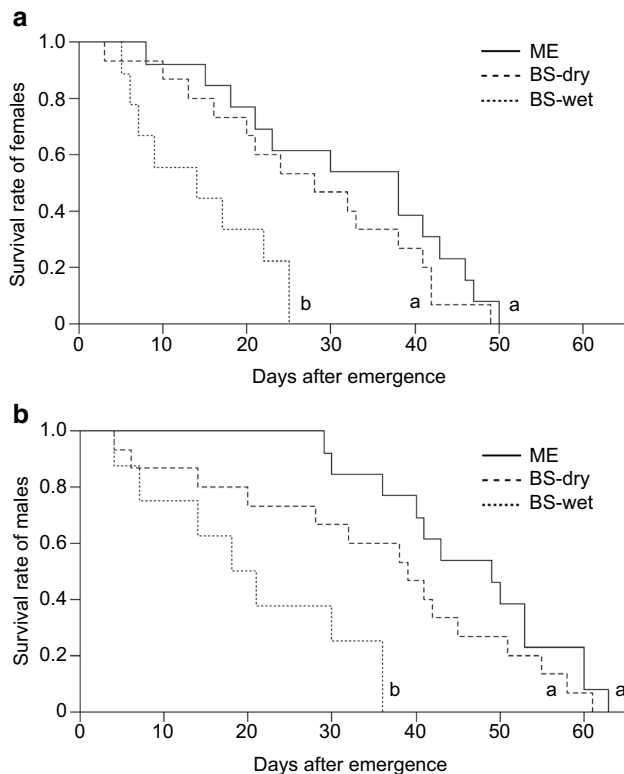 a
1.0
0.8
0.6
0.4
0.2
0
Survival rate of females
ME
BS-dry
BS-wet
b a a
0 10 20 30 40 50 60
Days after emergence
b
1.0
0.8
0.6
0.4
0.2
0
Survival rate of males
ME
BS-dry
BS-wet
b a a
0 10 20 30 40 50 60
Days after emergence